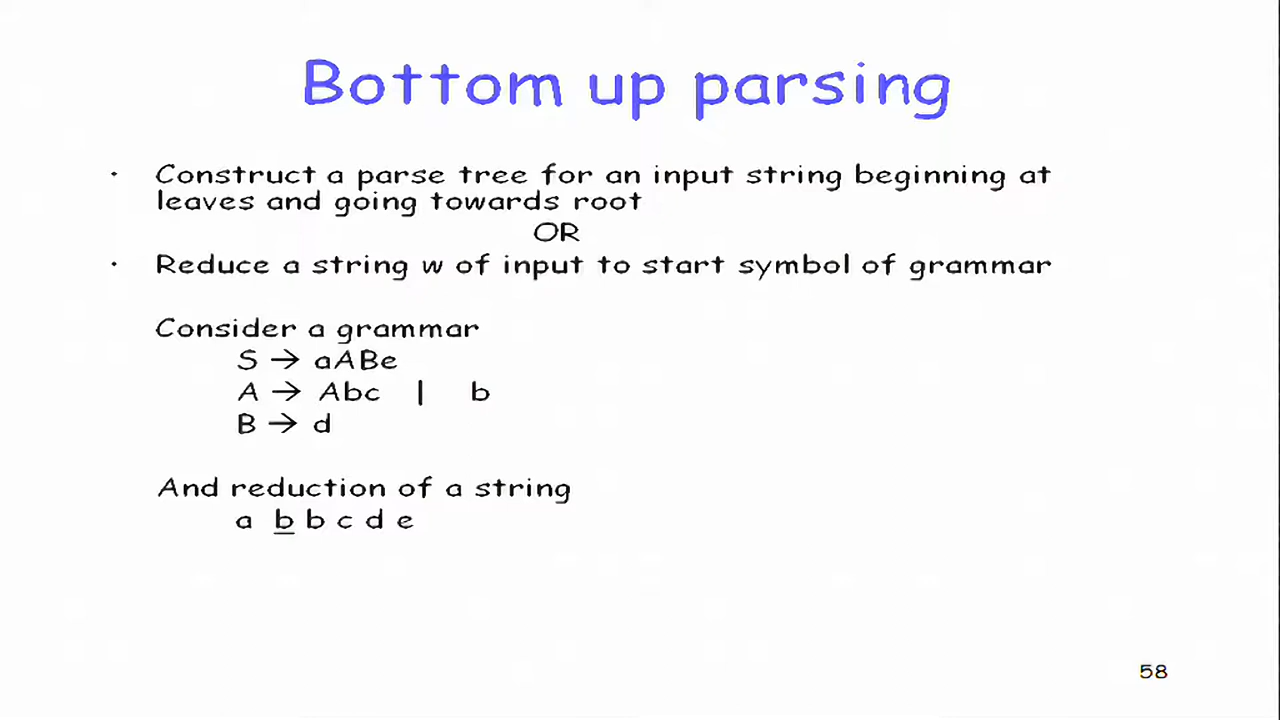 Bottom up parsing
· Construct a parse tree for an input string beginning at
leaves and going towards root
OR
· Reduce a string w of input to start symbol of grammar
Consider a grammar
S → aABe
A → Abc | b
B → d
And reduction of a string
a b b c d e
58